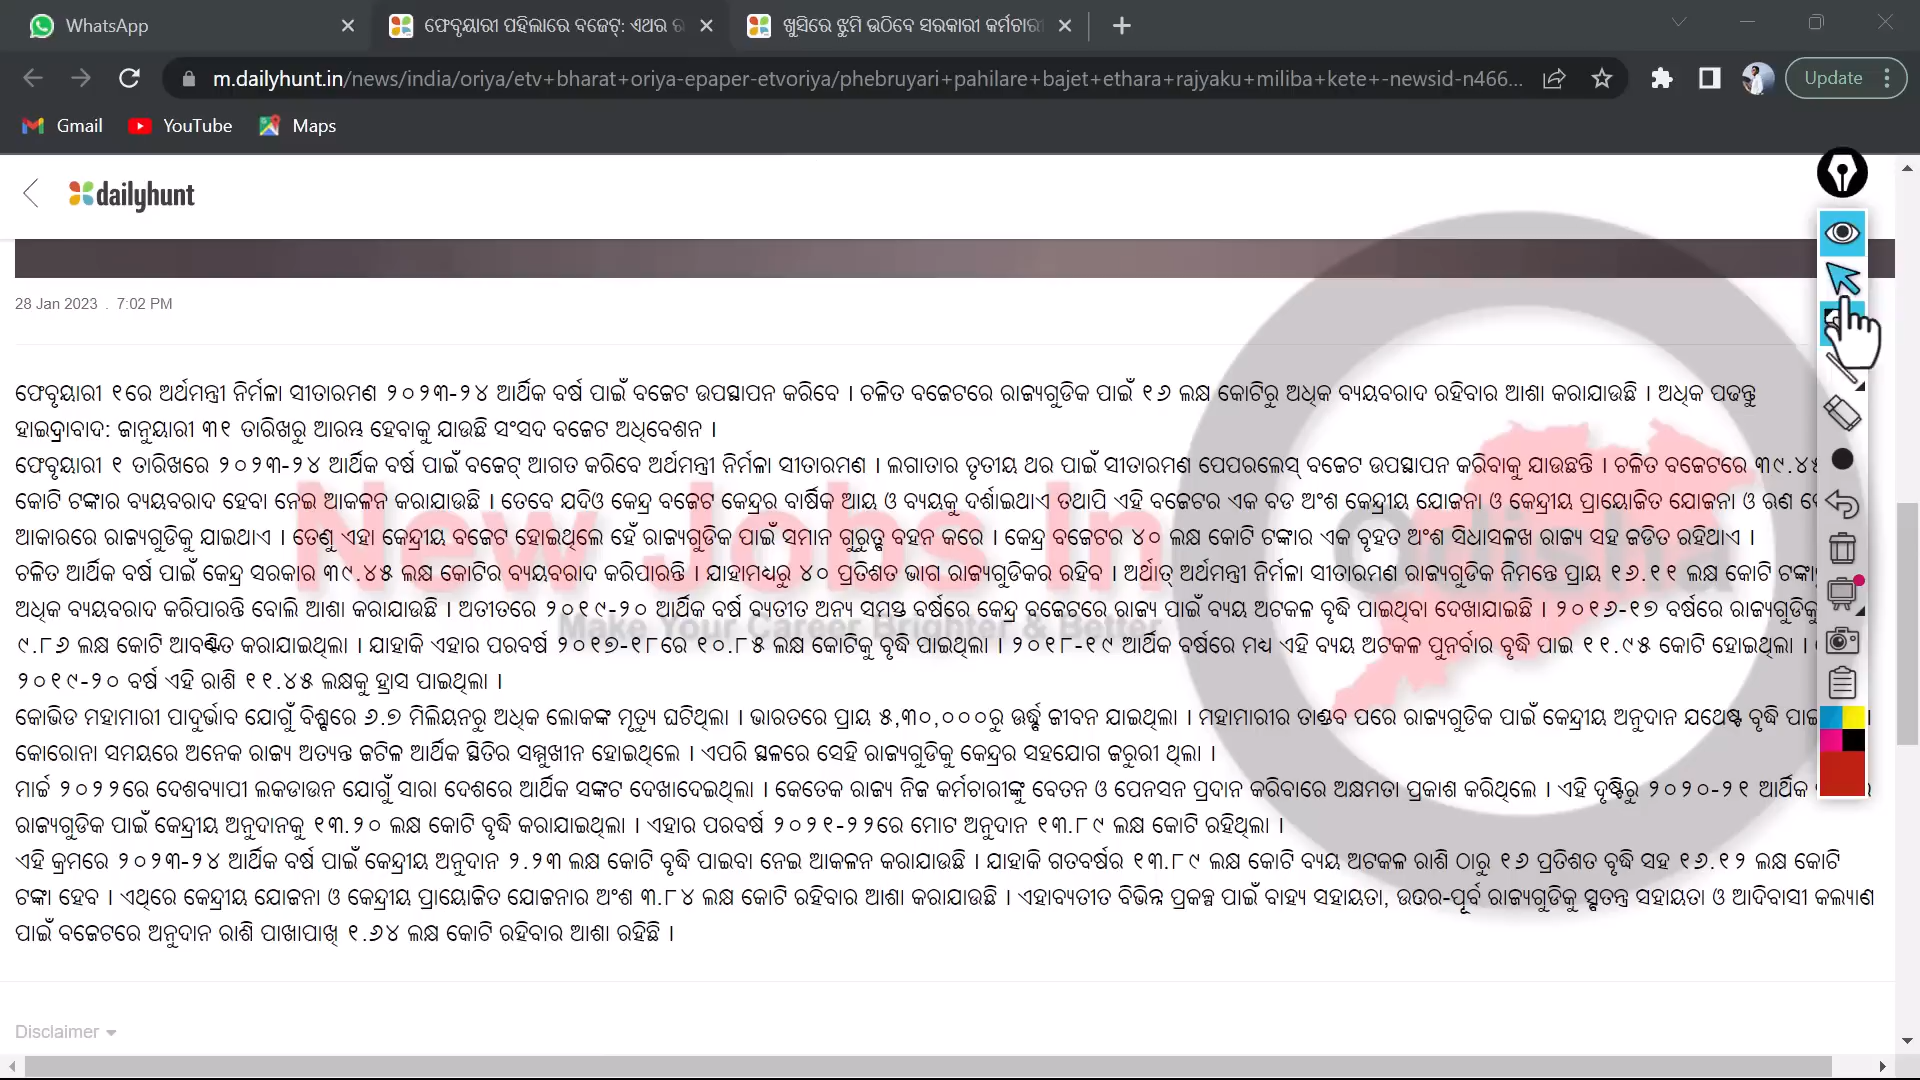 WhatsApp
ଫେବୃୟାରୀ ପହିଲାରେ ବଜେଟ୍: ଏଥର ର
ଖୁସିରେ ଝୁମି ଉଠିବେ ସରକାରୀ କର୍ମଚାରୀ
m.dailyhunt.in/news/india/oriya/etv+bharat+oriya-epaper-etvoriya/phebruyari+pahilare+bajet+ethara+rajyaku+miliba+kete+-newsid-n466...
Update
Gmail
YouTube
Maps
dailyhunt
28 Jan 2023 . 7:02 PM
ଫେବୃୟାରୀ ୧ରେ ଅର୍ଥମନ୍ତ୍ରୀ ନିର୍ମଳା ସୀତାରମଣ ୨୦୨୩-୨୪ ଆର୍ଥିକ ବର୍ଷ ପାଇଁ ବଜେଟ ଉପସ୍ଥାପନ କରିବେ । ଚଳିତ ବଜେଟରେ ରାଜ୍ୟଗୁଡିକ ପାଇଁ ୧୬ ଲକ୍ଷ କୋଟିରୁ ଅଧିକ ବ୍ୟୟବରାଦ ରହିବାର ଆଶା କରାଯାଉଛି । ଅଧିକ ପଢନ୍ତୁ
ହାଇଦ୍ରାବାଦ: ଜାନୁୟାରୀ ୩୧ ତାରିଖରୁ ଆରମ୍ଭ ହେବାକୁ ଯାଉଛି ସଂସଦ ବଜେଟ ଅଧିବେଶନ ।
ଫେବୃୟାରୀ ୧ ତାରିଖରେ ୨୦୨୩-୨୪ ଆର୍ଥିକ ବର୍ଷ ପାଇଁ ବଜେଟ୍ ଆଗତ କରିବେ ଅର୍ଥମନ୍ତ୍ରୀ ନିର୍ମଳା ସୀତାରମଣ । ଲଗାତାର ତୃତୀୟ ଥର ପାଇଁ ସୀତାରମଣ ପେପରଲେସ୍ ବଜେଟ ଉପସ୍ଥାପନ କରିବାକୁ ଯାଉଛନ୍ତି । ଚଳିତ ବଜେଟରେ ୩୯.୪୫
କୋଟି ଟଙ୍କାର ବ୍ୟୟବରାଦ ହେବା ନେଇ ଆକଳନ କରାଯାଉଛି । ତେବେ ଯଦିଓ କେନ୍ଦ୍ର ବଜେଟ କେନ୍ଦ୍ରର ବାର୍ଷିକ ଆୟ ଓ ବ୍ୟୟକୁ ଦର୍ଶାଇଥାଏ ତଥାପି ଏହି ବଜେଟର ଏକ ବଡ ଅଂଶ କେନ୍ଦ୍ରୀୟ ଯୋଜନା ଓ କେନ୍ଦ୍ରୀୟ ପ୍ରାୟୋଜିତ ଯୋଜନା ଓ ଋଣ
ଆକାରରେ ରାଜ୍ୟଗୁଡିକୁ ଯାଇଥାଏ । ତେଣୁ ଏହା କେନ୍ଦ୍ରୀୟ ବଜେଟ ହୋଇଥିଲେ ହେଁ ରାଜ୍ୟଗୁଡିକ ପାଇଁ ସମାନ ଗୁରୁତ୍ବ ବହନ କରେ । କେନ୍ଦ୍ର ବଜେଟର ୪୦ ଲକ୍ଷ କୋଟି ଟଙ୍କାର ଏକ ବୃହତ ଅଂଶ ସିଧାସଳଖ ରାଜ୍ୟ ସହ ଜଡିତ ରହିଥାଏ ।
ଚଳିତ ଆର୍ଥିକ ବର୍ଷ ପାଇଁ କେନ୍ଦ୍ର ସରକାର ୩୯.୪୫ ଲକ୍ଷ କୋଟିର ବ୍ୟୟବରାଦ କରିପାରନ୍ତି । ଯାହାମଧ୍ୟରୁ ୪୦ ପ୍ରତିଶତ ଭାଗ ରାଜ୍ୟଗୁଡିକର ରହିବ । ଅର୍ଥାତ୍ ଅର୍ଥମନ୍ତ୍ରୀ ନିର୍ମଳା ସୀତାରମଣ ରାଜ୍ୟଗୁଡିକ ନିମନ୍ତେ ପ୍ରାୟ ୧୬.୧୧ ଲକ୍ଷ କୋଟି ଟଙ୍କା
ଅଧିକ ବ୍ୟୟବରାଦ କରିପାରନ୍ତି ବୋଲି ଆଶା କରାଯାଉଛି । ଅତୀତରେ ୨୦୧୯-୨୦ ଆର୍ଥିକ ବର୍ଷ ବ୍ୟତୀତ ଅନ୍ୟ ସମସ୍ତ ବର୍ଷରେ କେନ୍ଦ୍ର ବଜେଟରେ ରାଜ୍ୟ ପାଇଁ ବ୍ୟୟ ଅଟକଳ ବୃଦ୍ଧି ପାଇଥିବା ଦେଖାଯାଇଛି । ୨୦୧୬-୧୭ ବର୍ଷରେ ରାଜ୍ୟଗୁଡିକୁ
୯.୮୬ ଲକ୍ଷ କୋଟି ଆବଣ୍ଟିତ କରାଯାଇଥିଲା । ଯାହାକି ଏହାର ପରବର୍ଷ ୨୦୧୭-୧୮ରେ ୧୦.୮୫ ଲକ୍ଷ କୋଟିକୁ ବୃଦ୍ଧି ପାଇଥିଲା । ୨୦୧୮-୧୯ ଆର୍ଥିକ ବର୍ଷରେ ମଧ୍ୟ ଏହି ବ୍ୟୟ ଅଟକଳ ପୁନର୍ବାର ବୃଦ୍ଧି ପାଇ ୧୧.୯୫ କୋଟି ହୋଇଥିଲା ।
୨୦୧୯-୨୦ ବର୍ଷ ଏହି ରାଶି ୧୧.୪୫ ଲକ୍ଷକୁ ହ୍ରାସ ପାଇଥିଲା ।
କୋଭିଡ ମହାମାରୀ ପାଦୁର୍ଭାବ ଯୋଗୁଁ ବିଶ୍ବରେ ୬.୭ ମିଲିୟନରୁ ଅଧିକ ଲୋକଙ୍କ ମୃତ୍ୟୁ ଘଟିଥିଲା । ଭାରତରେ ପ୍ରାୟ ୫,୩୦,୦୦୦ରୁ ଊର୍ଦ୍ଧ୍ବ ଜୀବନ ଯାଇଥିଲା । ମହାମାରୀର ତାଣ୍ଡବ ପରେ ରାଜ୍ୟଗୁଡିକ ପାଇଁ କେନ୍ଦ୍ରୀୟ ଅନୁଦାନ ଯଥେଷ୍ଟ ବୃଦ୍ଧି
କୋରୋନା ସମୟରେ ଅନେକ ରାଜ୍ୟ ଅତ୍ୟନ୍ତ ଜଟିଳ ଆର୍ଥିକ ସ୍ଥିତିର ସମ୍ମୁଖୀନ ହୋଇଥିଲେ । ଏପରି ସ୍ଥଳରେ ସେହି ରାଜ୍ୟଗୁଡିକୁ କେନ୍ଦ୍ରର ସହଯୋଗ ଜରୁରୀ ଥିଲା ।
ମାର୍ଚ୍ଚ ୨୦୨୨ରେ ଦେଶବ୍ୟାପୀ ଲକଡାଉନ ଯୋଗୁଁ ସାରା ଦେଶରେ ଆର୍ଥିକ ସଙ୍କଟ ଦେଖାଦେଇଥିଲା । କେତେକ ରାଜ୍ୟ ନିଜ କର୍ମଚାରୀଙ୍କୁ ବେତନ ଓ ପେନସନ ପ୍ରଦାନ କରିବାରେ ଅକ୍ଷମତା ପ୍ରକାଶ କରିଥିଲେ । ଏହି ଦୃଷ୍ଟିରୁ ୨୦୨୦-୨୧ ଆର୍ଥିକ
ରାଜ୍ୟଗୁଡିକ ପାଇଁ କେନ୍ଦ୍ରୀୟ ଅନୁଦାନକୁ ୧୩.୨୦ ଲକ୍ଷ କୋଟି ବୃଦ୍ଧି କରାଯାଇଥିଲା । ଏହାର ପରବର୍ଷ ୨୦୨୧-୨୨ରେ ମୋଟ ଅନୁଦାନ ୧୩.୮୯ ଲକ୍ଷ କୋଟି ରହିଥିଲା ।
ଏହି କ୍ରମରେ ୨୦୨୩-୨୪ ଆର୍ଥିକ ବର୍ଷ ପାଇଁ କେନ୍ଦ୍ରୀୟ ଅନୁଦାନ ୨.୨୩ ଲକ୍ଷ କୋଟି ବୃଦ୍ଧି ପାଇବା ନେଇ ଆକଳନ କରାଯାଉଛି । ଯାହାକି ଗତବର୍ଷର ୧୩.୮୯ ଲକ୍ଷ କୋଟି ବ୍ୟୟ ଅଟକଳ ରାଶି ଠାରୁ ୧୬ ପ୍ରତିଶତ ବୃଦ୍ଧି ସହ ୧୬.୧୨ ଲକ୍ଷ କୋଟି
ଟଙ୍କା ହେବ । ଏଥିରେ କେନ୍ଦ୍ରୀୟ ଯୋଜନା ଓ କେନ୍ଦ୍ରୀୟ ପ୍ରାୟୋଜିତ ଯୋଜନାର ଅଂଶ ୩.୮୪ ଲକ୍ଷ କୋଟି ରହିବାର ଆଶା କରାଯାଉଛି । ଏହାବ୍ୟତୀତ ବିଭିନ୍ନ ପ୍ରକଳ୍ପ ପାଇଁ ବାହ୍ୟ ସହାୟତା, ଉତ୍ତର-ପୂର୍ବ ରାଜ୍ୟଗୁଡିକୁ ସ୍ବତନ୍ତ୍ର ସହାୟତା ଓ ଆଦିବାସୀ କଲ୍ୟାଣ
ପାଇଁ ବଜେଟରେ ଅନୁଦାନ ରାଶି ପାଖାପାଖି ୧.୬୪ ଲକ୍ଷ କୋଟି ରହିବାର ଆଶା ରହିଛି ।
New Jobs In Odisha
Make Your Career Brighter & Better
Disclaimer